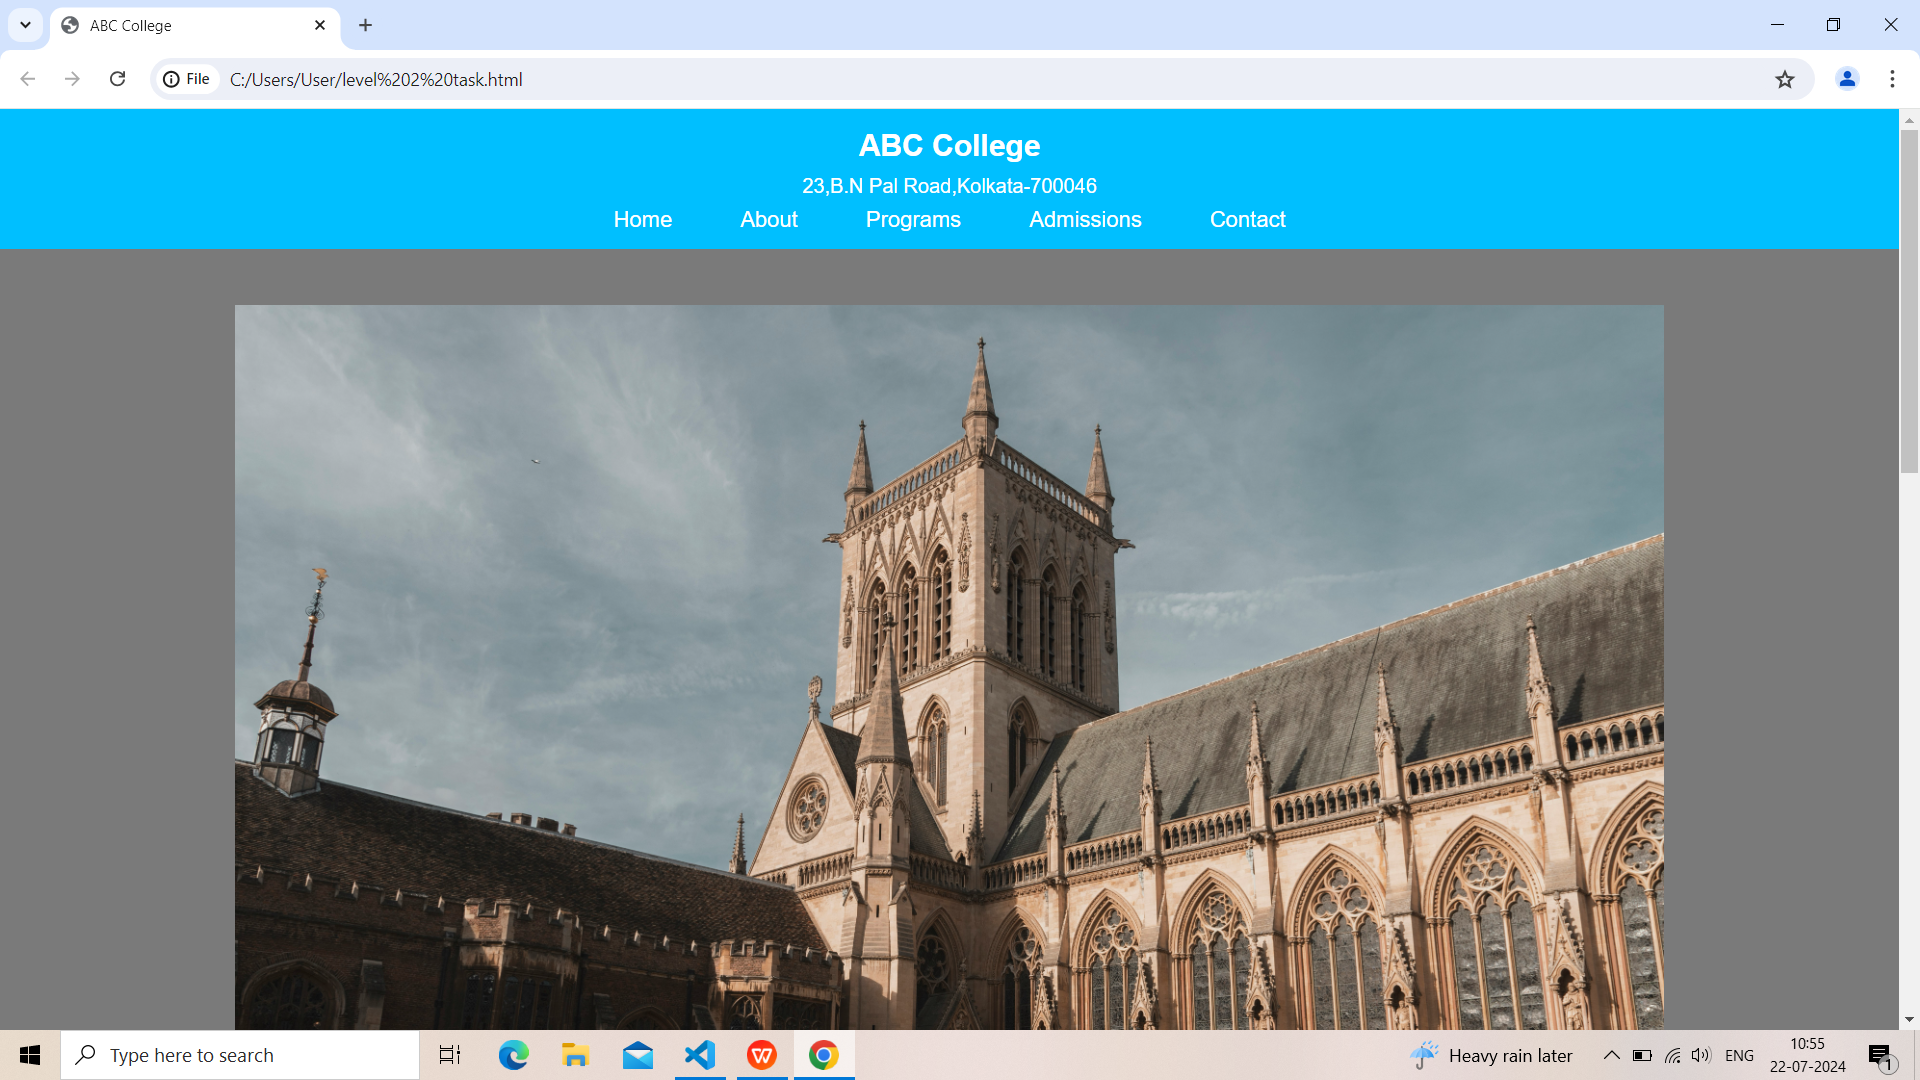 ABC College
File C:/Users/User/level%202%20task.html
ABC College
23,B.N Pal Road,Kolkata-700046
Home About Programs Admissions Contact
Type here to search
Heavy rain later
ENG
10:55
22-07-2024
1